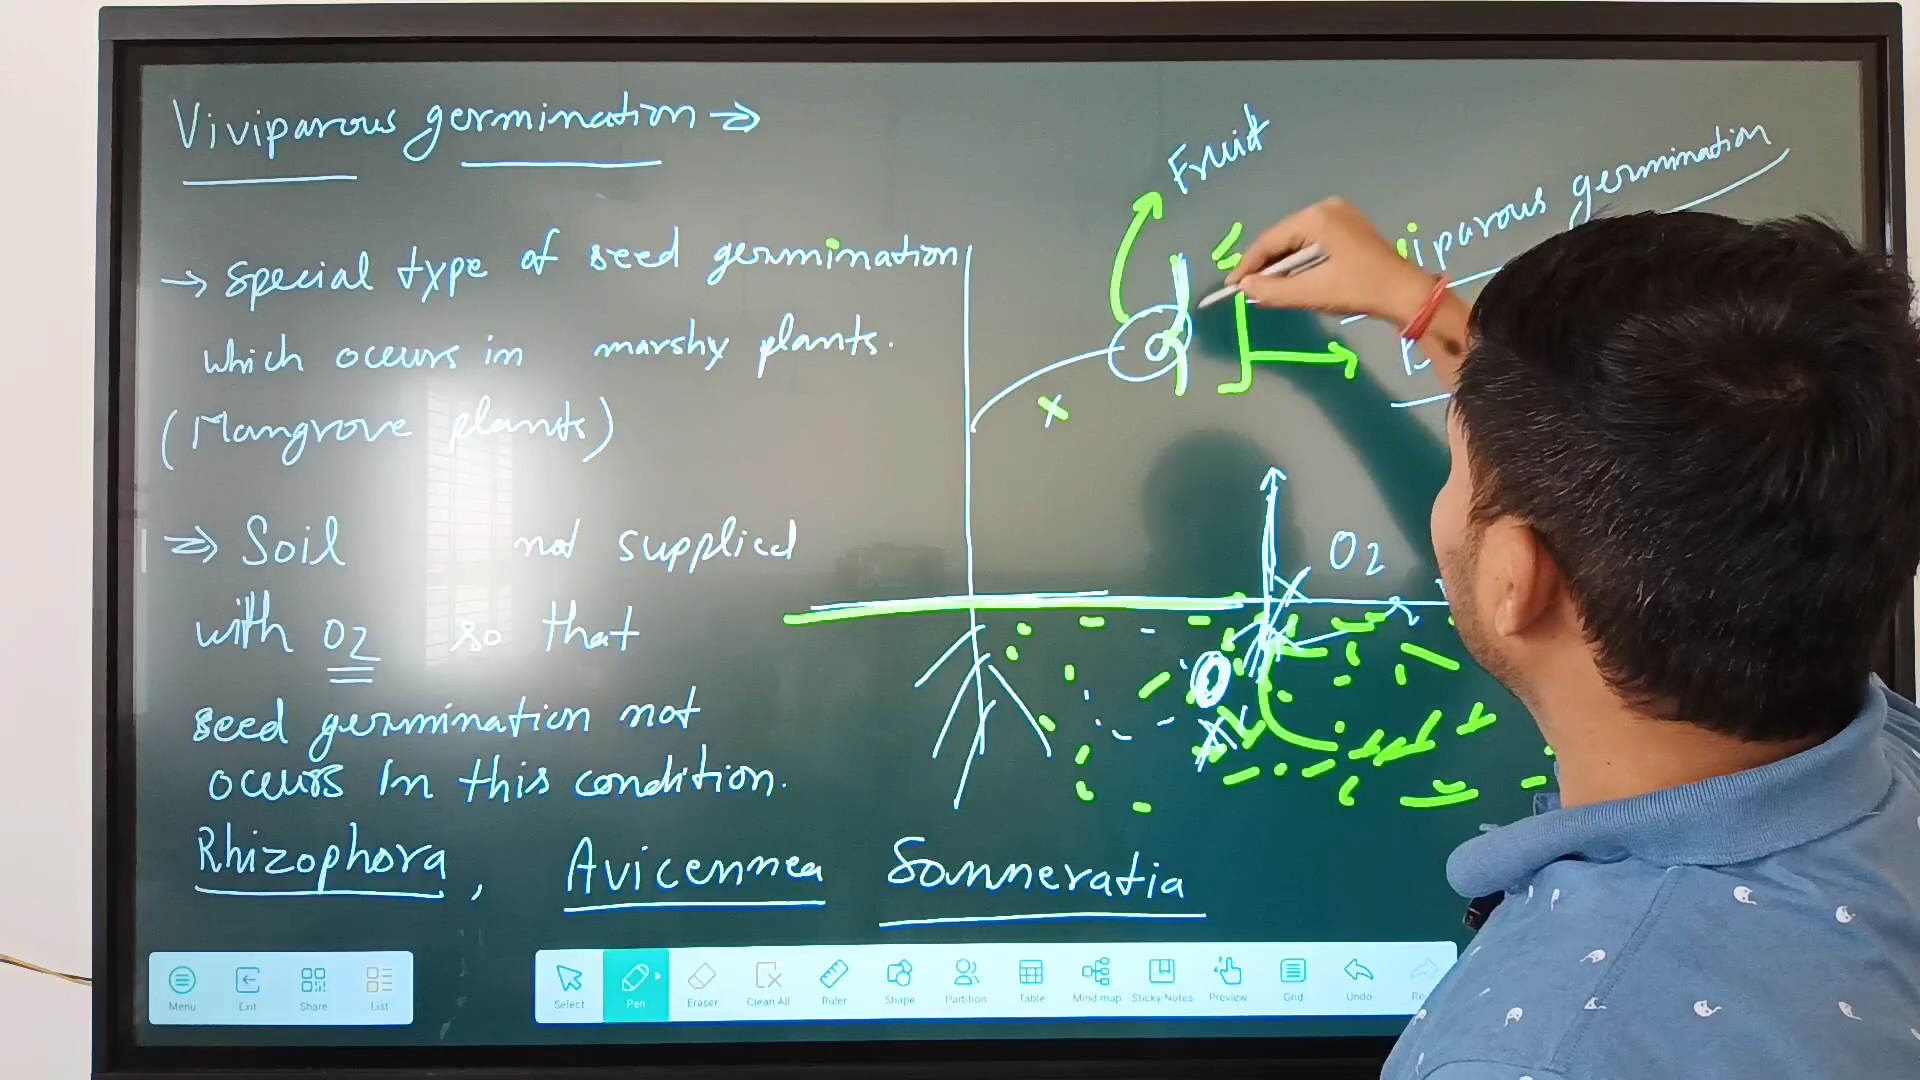 Viviparous germination →
→ special type of seed germination
which occurs in marshy plants.
(Mangrove plants)
⇒ Soil not supplied
with O2 so that
seed germination not
occurs in this condition.
Rhizophora, Avicennea Sonneratia
Fruit
viparous germination
O2
Menu Exit Share List
Select Pen Eraser Clean All Ruler Shape Partition Table Mind map Sticky Notes Preview Grid Undo